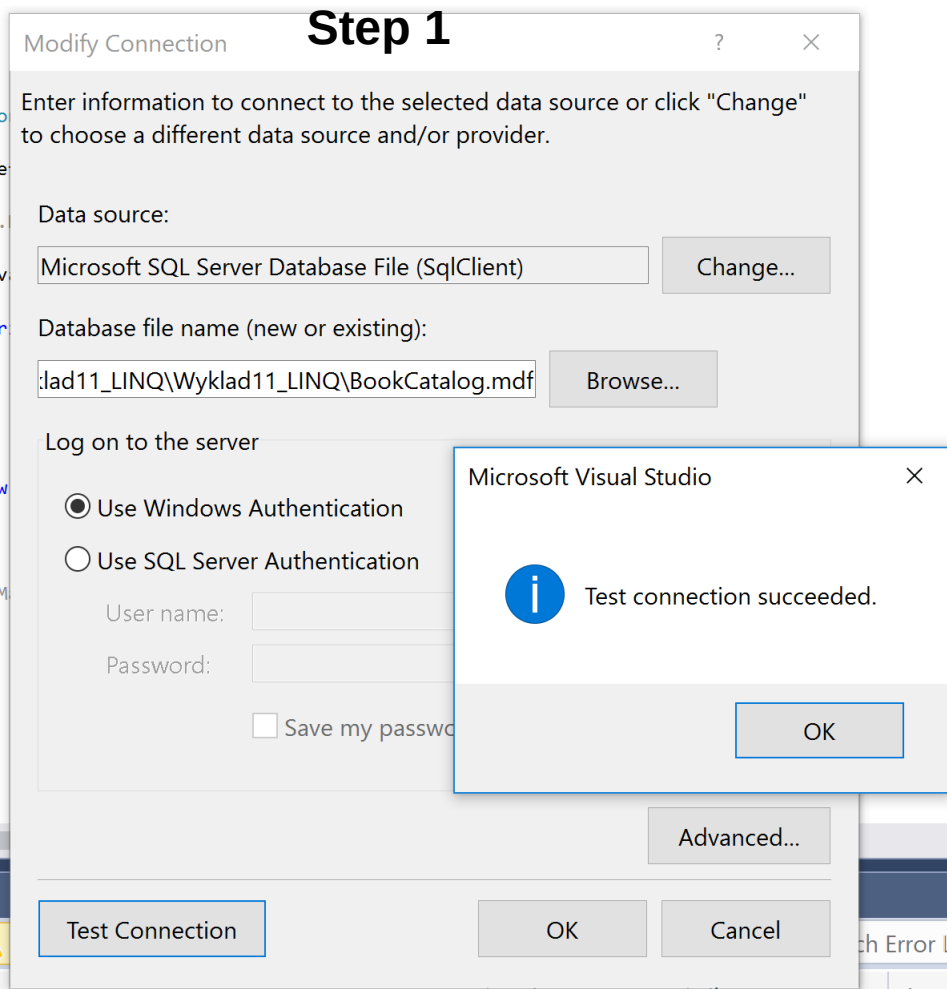 Step 1
Modify Connection
?
Enter information to connect to the selected data source or click "Change"
to choose a different data source and/or provider.
Data source:
Microsoft SQL Server Database File (SqlClient)
Change...
Database file name (new or existing):
lad11_LINQ\Wyklad11_LINQ\BookCatalog.mdf
Browse...
Log on to the server
Use Windows Authentication
Use SQL Server Authentication
User name:
Password:
Save my passwo
Microsoft Visual Studio
i
Test connection succeeded.
OK
Advanced...
Test Connection
OK
Cancel
ch Error L